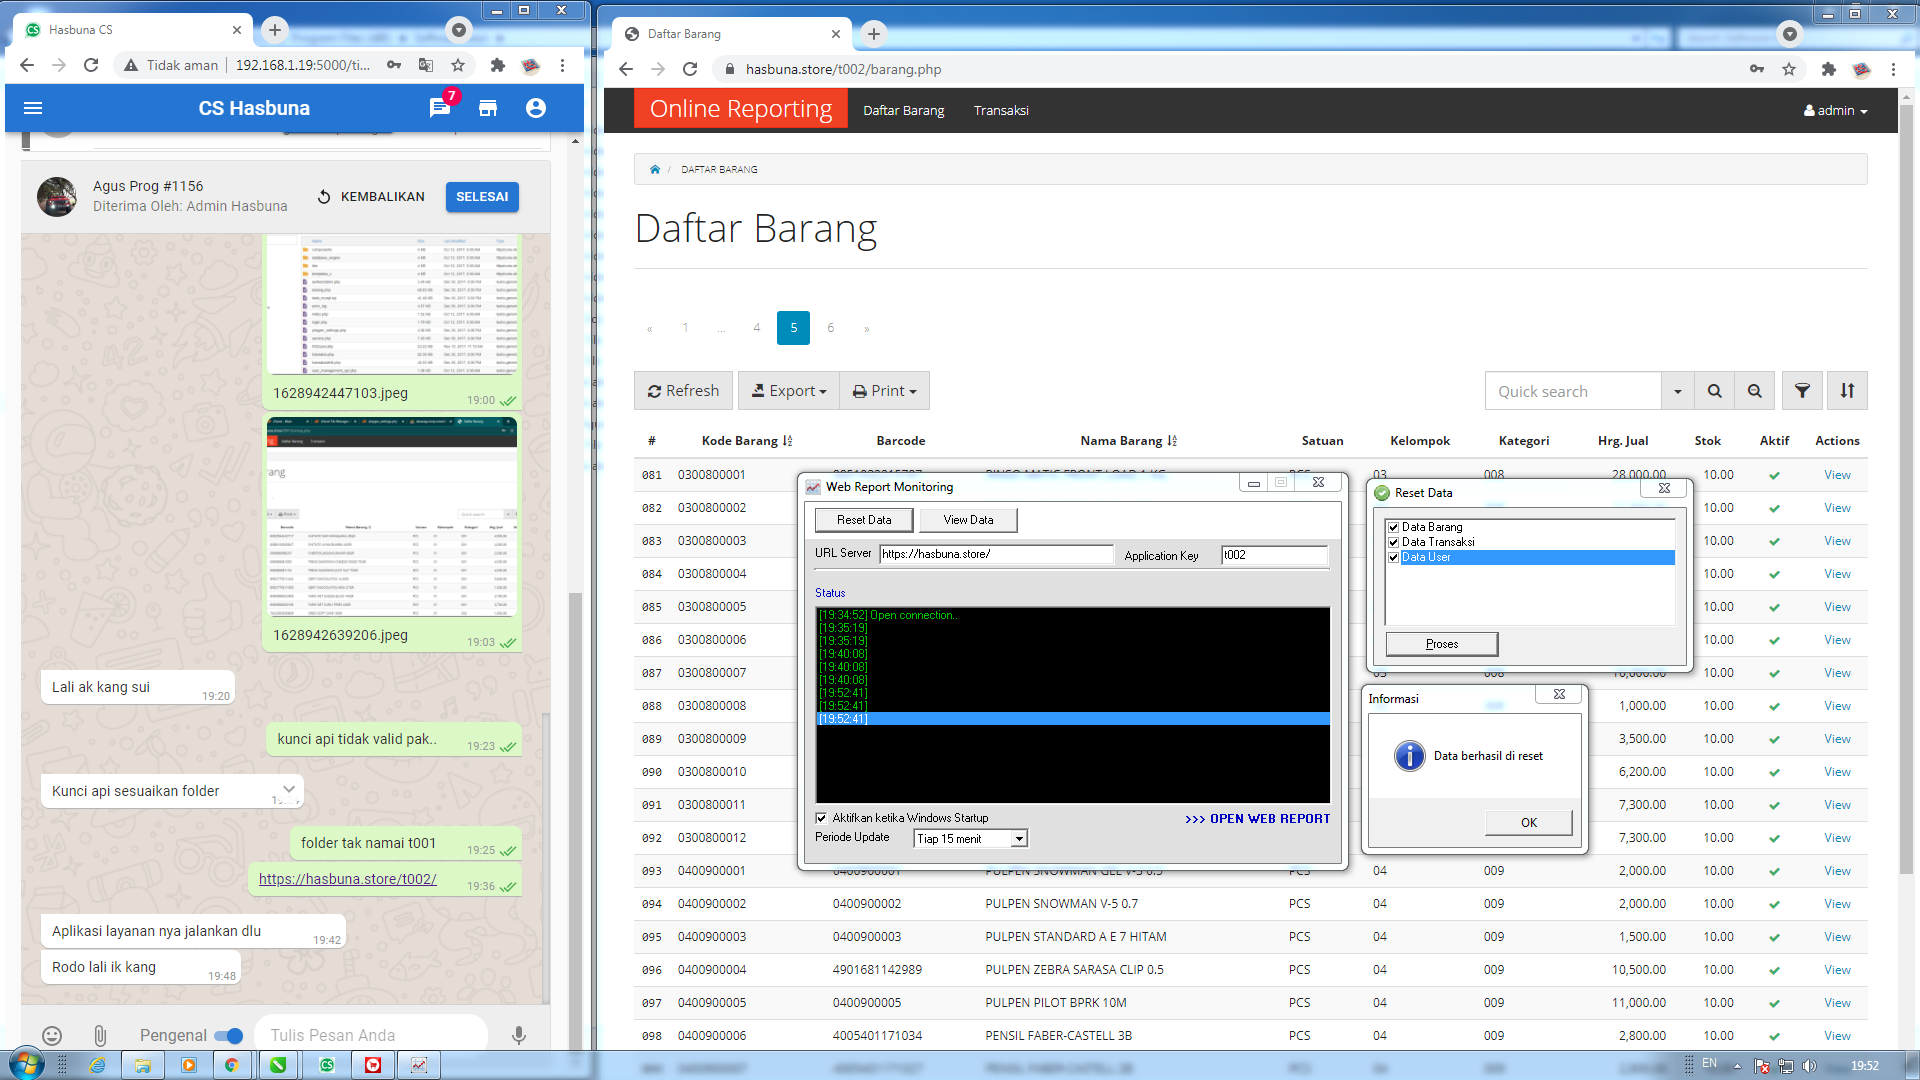 Hasbuna CS
Tidak aman
192.168.1.19:5000/ti...
CS Hasbuna
7
Agus Prog #1156
Diterima Oleh: Admin Hasbuna
KEMBALIKAN
SELESAI
1628942447103.jpeg
19:00
1628942639206.jpeg
19:03
Lali ak kang sui
19:20
kunci api tidak valid pak..
19:23
Kunci api sesuaikan folder
folder tak namai t001
19:25
https://hasbuna.store/t002/
19:36
Aplikasi layanan nya jalankan dlu
19:42
Rodo lali ik kang
19:48
Pengenal
Tulis Pesan Anda
Daftar Barang
hasbuna.store/t002/barang.php
Online Reporting
Daftar Barang
Transaksi
admin
/ DAFTAR BARANG
Daftar Barang
« 1 ... 4 5 6 »
Refresh
Export
Print
Quick search
# Kode Barang Barcode Nama Barang Satuan Kelompok Kategori Hrg. Jual Stok Aktif Actions
081 0300800001 03 008 28,000.00 10.00 View
082 0300800002 10.00 View
083 0300800003 10.00 View
084 0300800004 10.00 View
085 0300800005 10.00 View
086 0300800006 10.00 View
087 0300800007 10.00 View
088 0300800008 1,000.00 10.00 View
089 0300800009 3,500.00 10.00 View
090 0300800010 6,200.00 10.00 View
091 0300800011 7,300.00 10.00 View
092 0300800012 7,300.00 10.00 View
093 0400900001 0400900001 PULPEN SNOWMAN GEL V-5 0.5 PCS 04 009 2,000.00 10.00 View
094 0400900002 0400900002 PULPEN SNOWMAN V-5 0.7 PCS 04 009 2,000.00 10.00 View
095 0400900003 0400900003 PULPEN STANDARD A E 7 HITAM PCS 04 009 1,500.00 10.00 View
096 0400900004 4901681142989 PULPEN ZEBRA SARASA CLIP 0.5 PCS 04 009 10,500.00 10.00 View
097 0400900005 0400900005 PULPEN PILOT BPRK 10M PCS 04 009 11,000.00 10.00 View
098 0400900006 4005401171034 PENSIL FABER-CASTELL 3B PCS 04 009 2,800.00 10.00 View
Web Report Monitoring
Reset Data
View Data
URL Server
https://hasbuna.store/
Application Key
t002
Status
[19:34:52] Open connection..
[19:35:19]
[19:35:19]
[19:40:08]
[19:40:08]
[19:40:08]
[19:52:41]
[19:52:41]
[19:52:41]
Aktifkan ketika Windows Startup
>>> OPEN WEB REPORT
Periode Update
Tiap 15 menit
Reset Data
Data Barang
Data Transaksi
Data User
Proses
Informasi
Data berhasil di reset
OK
EN
19:52